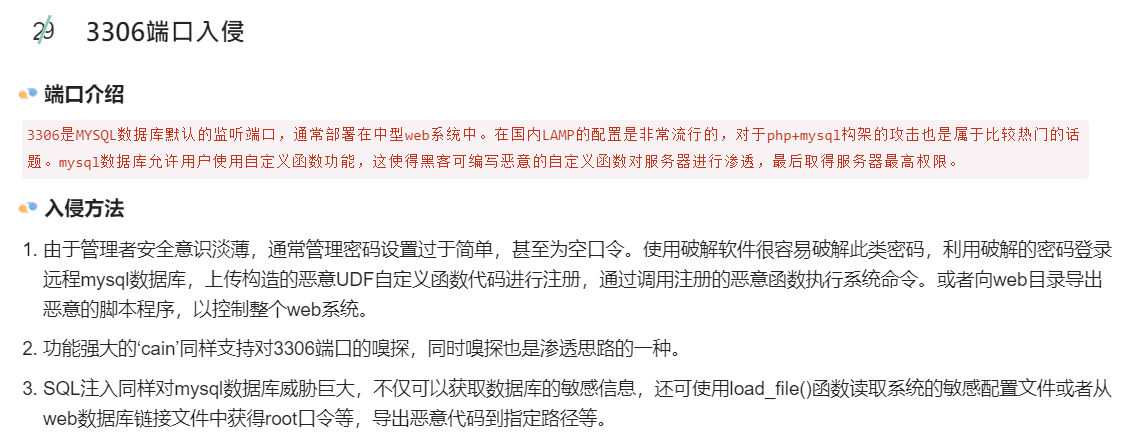 29 3306端口入侵
端口介绍
3306是MYSQL数据库默认的监听端口，通常部署在中型web系统中。在国内LAMP的配置是非常流行的，对于php+mysql构架的攻击也是属于比较热门的话
题。mysql数据库允许用户使用自定义函数功能，这使得黑客可编写恶意的自定义函数对服务器进行渗透，最后取得服务器最高权限。
入侵方法
1. 由于管理者安全意识淡薄，通常管理密码设置过于简单，甚至为空口令。使用破解软件很容易破解此类密码，利用破解的密码登录
远程mysql数据库，上传构造的恶意UDF自定义函数代码进行注册，通过调用注册的恶意函数执行系统命令。或者向web目录导出
恶意的脚本程序，以控制整个web系统。
2. 功能强大的‘cain’同样支持对3306端口的嗅探，同时嗅探也是渗透思路的一种。
3. SQL注入同样对mysql数据库威胁巨大，不仅可以获取数据库的敏感信息，还可使用load_file()函数读取系统的敏感配置文件或者从
web数据库链接文件中获得root口令等，导出恶意代码到指定路径等。